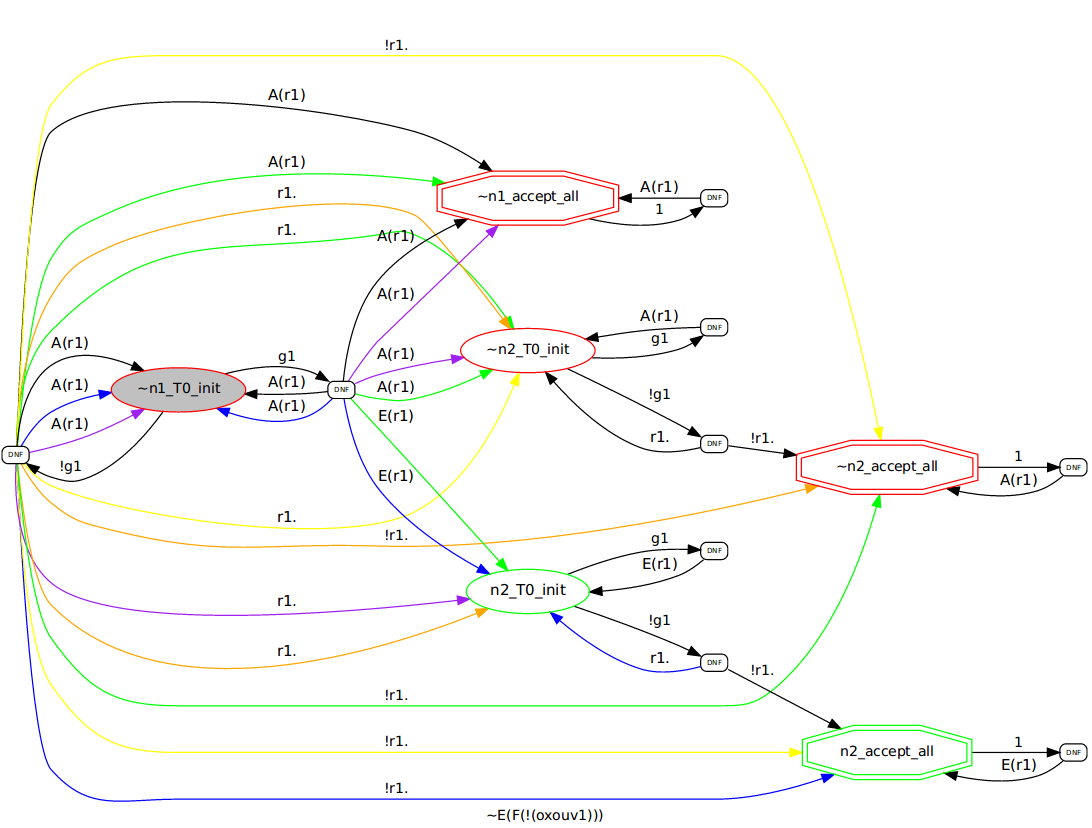 !r1.
A(r1)
A(r1)
r1.
r1.
A(r1)
~n1_accept_all
A(r1)
1
DNF
A(r1)
A(r1)
A(r1)
E(r1)
E(r1)
~n2_T0_init
A(r1)
g1
DNF
A(r1)
A(r1)
A(r1)
~n1_T0_init
g1
A(r1)
A(r1)
DNF
DNF
!g1
!g1
r1.
DNF
!r1.
~n2_accept_all
1
A(r1)
DNF
r1.
!r1.
g1
E(r1)
DNF
n2_T0_init
r1.
!g1
r1.
DNF
!r1.
r1.
!r1.
!r1.
n2_accept_all
1
E(r1)
DNF
!r1.
~E(F(!(oxouv1)))